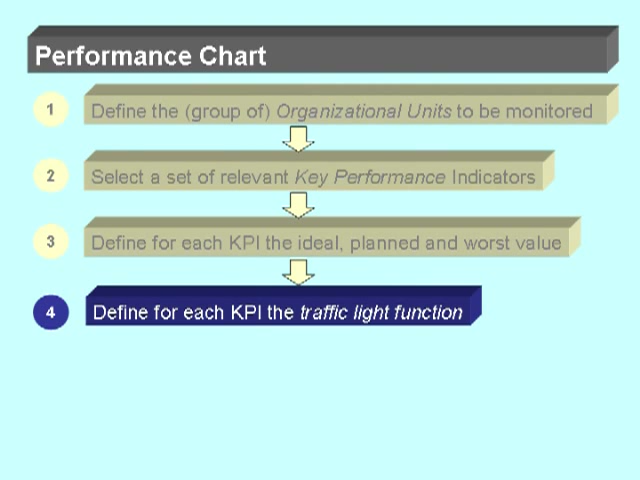 Performance Chart
1 Define the (group of) Organizational Units to be monitored
2 Select a set of relevant Key Performance Indicators
3 Define for each KPI the ideal, planned and worst value
4 Define for each KPI the traffic light function